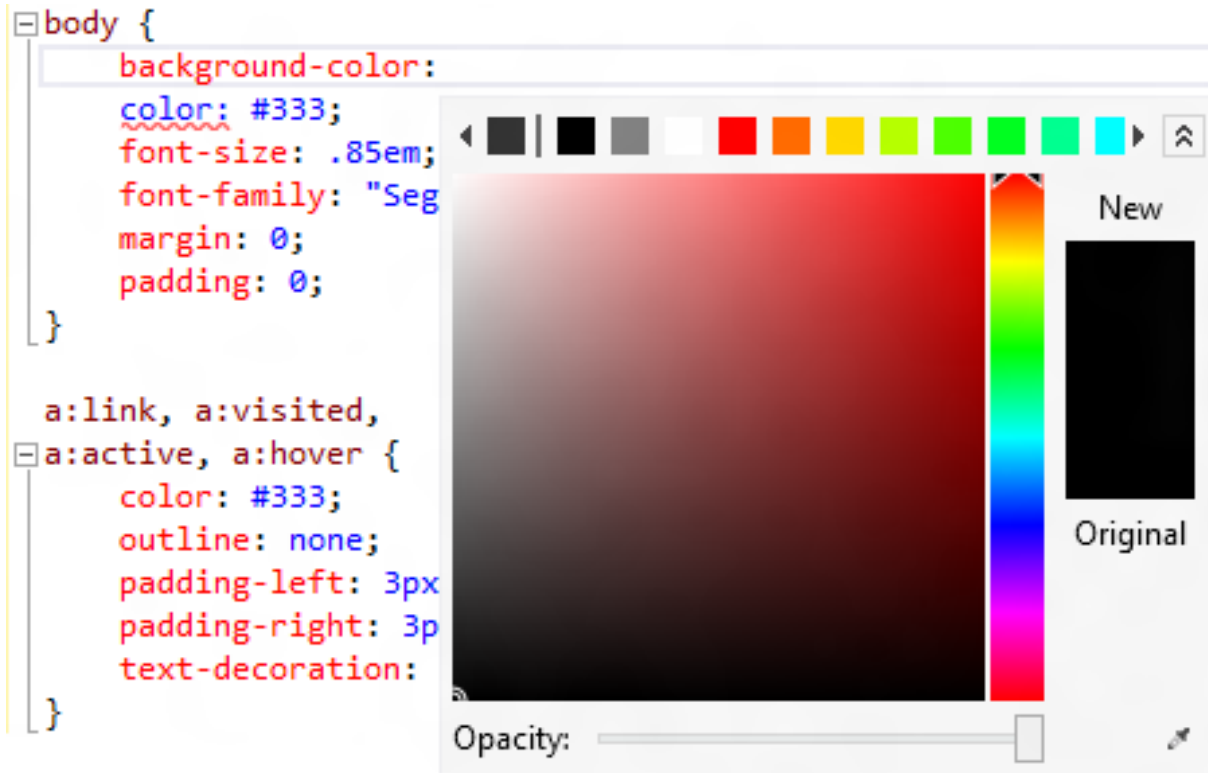 body {
background-color:
color: #333;
font-size: .85em;
font-family: "Seg
margin: 0;
padding: 0;
}
a:link, a:visited,
a:active, a:hover {
color: #333;
outline: none;
padding-left: 3px
padding-right: 3p
text-decoration:
}
New
Original
Opacity: